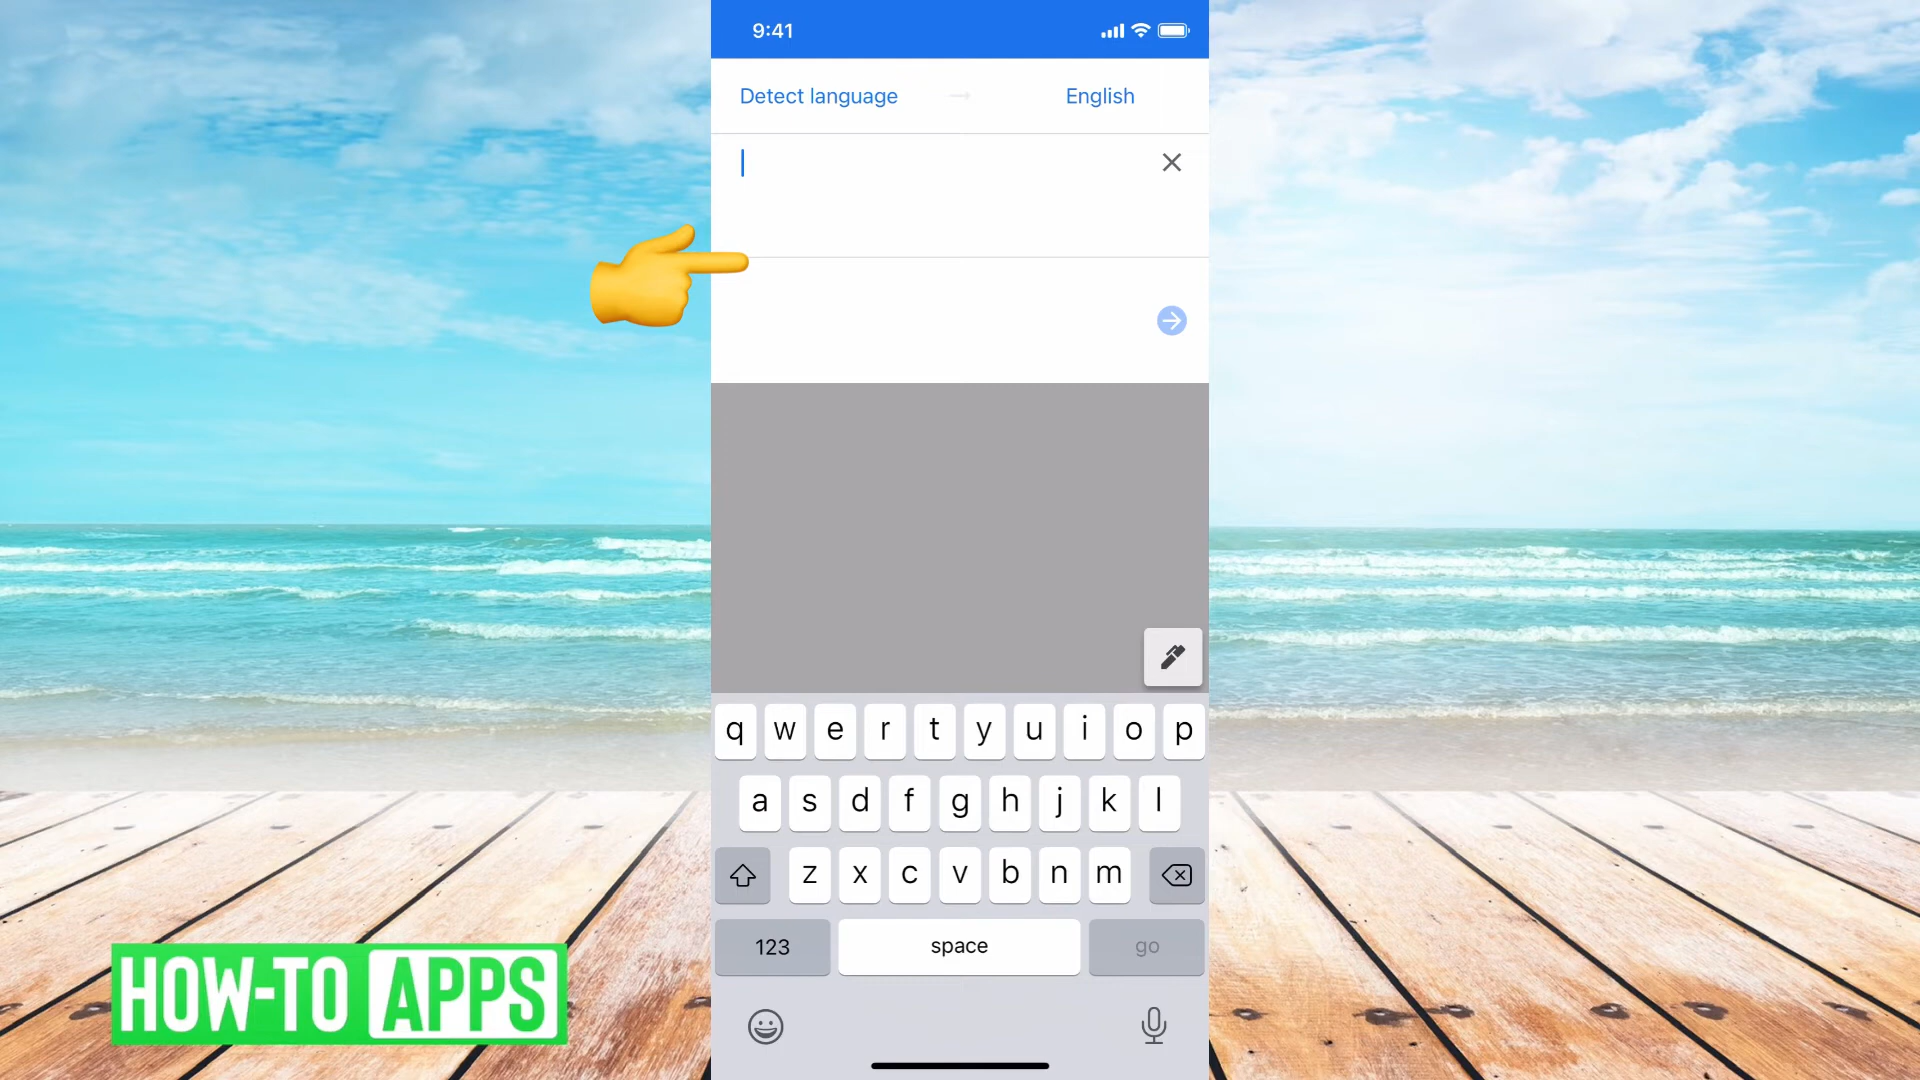 9:41
Detect language → English
q w e r t y u i o p
a s d f g h j k l
z x c v b n m
123 space go
HOW-TO APPS